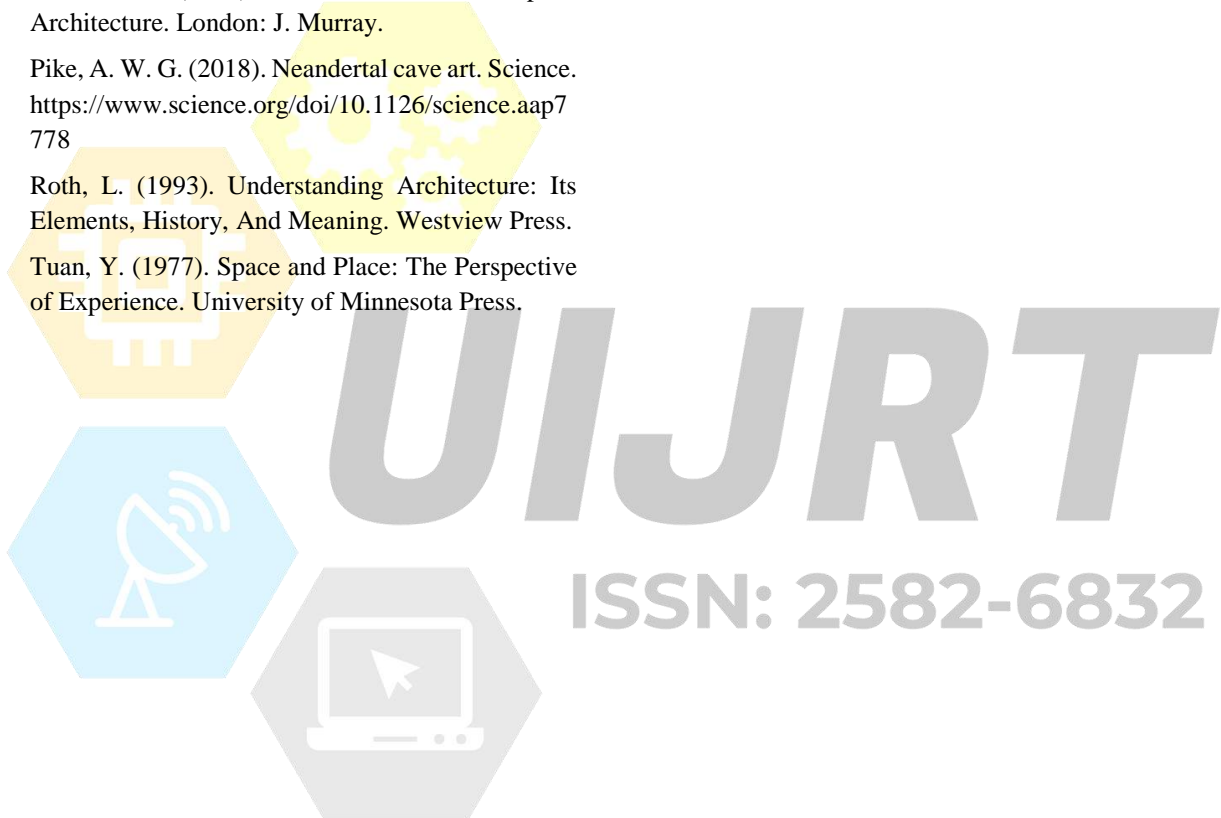 Architecture. London: J. Murray.
Pike, A. W. G. (2018). Neandertal cave art. Science.
https://www.science.org/doi/10.1126/science.aap7
778
Roth, L. (1993). Understanding Architecture: Its
Elements, History, And Meaning. Westview Press.
Tuan, Y. (1977). Space and Place: The Perspective
of Experience. University of Minnesota Press.
UIJRT
ISSN: 2582-6832